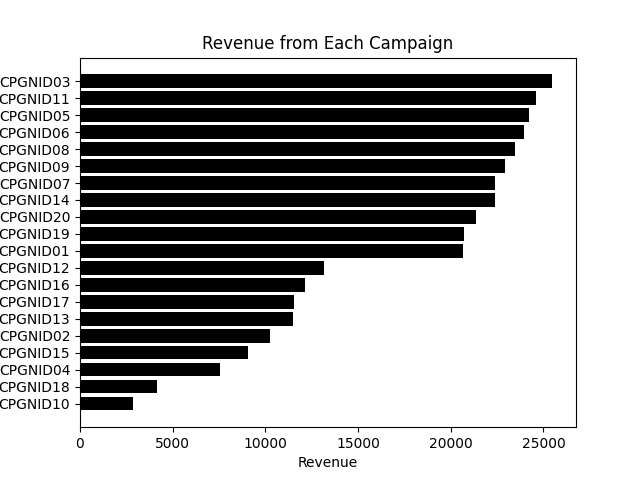 Revenue from Each Campaign
CPGNID03
CPGNID11
CPGNID05
CPGNID06
CPGNID08
CPGNID09
CPGNID07
CPGNID14
CPGNID20
CPGNID19
CPGNID01
CPGNID12
CPGNID16
CPGNID17
CPGNID13
CPGNID02
CPGNID15
CPGNID04
CPGNID18
CPGNID10
0 5000 10000 15000 20000 25000
Revenue